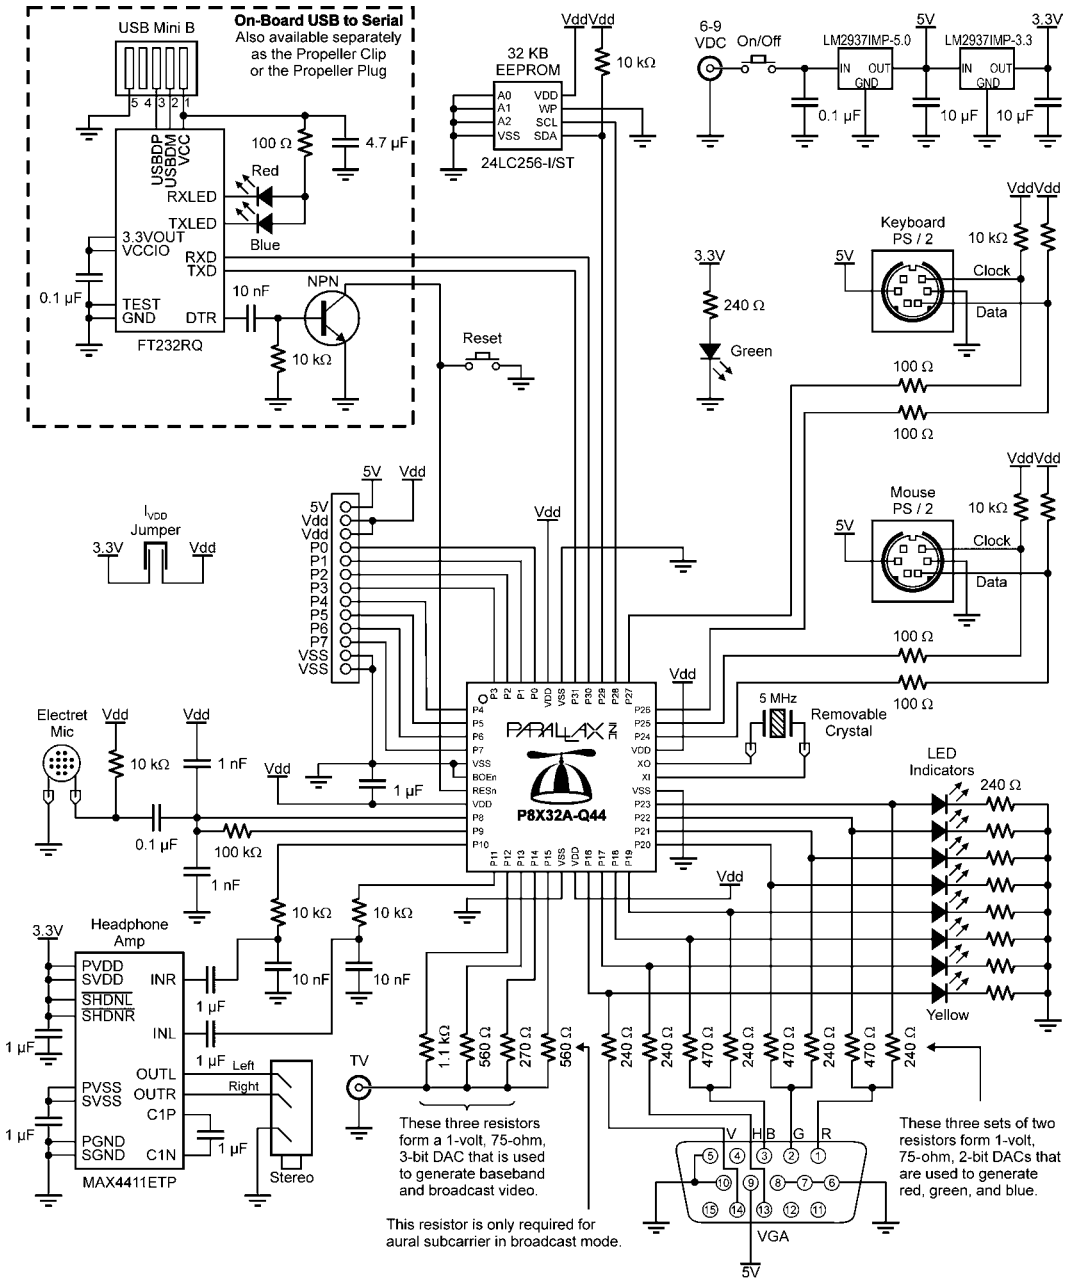 On-Board USB to Serial
Also available separately
as the Propeller Clip
or the Propeller Plug
USB Mini B
5 4 3 2 1
USBDP
USBDM
VCC
100 Ω
4.7 µF
Red
RXLED
TXLED
Blue
3.3VOUT
VCCIO
RXD
TXD
0.1 µF
10 nF
NPN
TEST
GND
DTR
FT232RQ
10 kΩ
Reset
32 KB
EEPROM
Vdd Vdd
10 kΩ
A0
A1
A2
VSS
VDD
WP
SCL
SDA
24LC256-I/ST
6-9
VDC
On/Off
5V
3.3V
LM2937IMP-5.0
LM2937IMP-3.3
IN OUT
GND
IN OUT
GND
0.1 µF
10 µF
10 µF
3.3V
240 Ω
Green
Keyboard
PS / 2
5V
Vdd Vdd
10 kΩ
Clock
Data
100 Ω
100 Ω
Mouse
PS / 2
5V
Vdd Vdd
10 kΩ
Clock
Data
100 Ω
100 Ω
IVDD
Jumper
3.3V
Vdd
5V
Vdd
5V
Vdd
Vdd
P0
P1
P2
P3
P4
P5
P6
P7
VSS
VSS
Vdd
P3
P2
P1
P0
VDD
VSS
P31
P30
P29
P28
P27
P4
P5
P6
P7
VSS
BOEn
RESn
VDD
P8
P9
P10
P26
P25
P24
VDD
XO
XI
VSS
P23
P22
P21
P20
P11
P12
P13
P14
P15
VSS
VDD
P16
P17
P18
P19
PARALLAX INC
P8X32A-Q44
Vdd
5 MHz
Removable
Crystal
Electret
Mic
Vdd
10 kΩ
Vdd
1 nF
Vdd
1 µF
0.1 µF
100 kΩ
1 nF
LED
Indicators
240 Ω
Yellow
Vdd
Headphone
Amp
3.3V
10 kΩ
10 kΩ
10 nF
10 nF
PVDD
SVDD
SHDNL
SHDNR
INR
INL
1 µF
1 µF
1 µF
OUTL
OUTR
Left
Right
PVSS
SVSS
C1P
C1N
1 µF
1 µF
PGND
SGND
MAX4411ETP
Stereo
TV
1.1 kΩ
560 Ω
270 Ω
560 Ω
240 Ω
240 Ω
470 Ω
240 Ω
470 Ω
240 Ω
470 Ω
240 Ω
These three resistors
form a 1-volt, 75-ohm,
3-bit DAC that is used
to generate baseband
and broadcast video.
This resistor is only required for
aural subcarrier in broadcast mode.
These three sets of two
resistors form 1-volt,
75-ohm, 2-bit DACs that
are used to generate
red, green, and blue.
V H B G R
5 4 3 2 1
10 9 8 7 6
15 14 13 12 11
VGA
5V